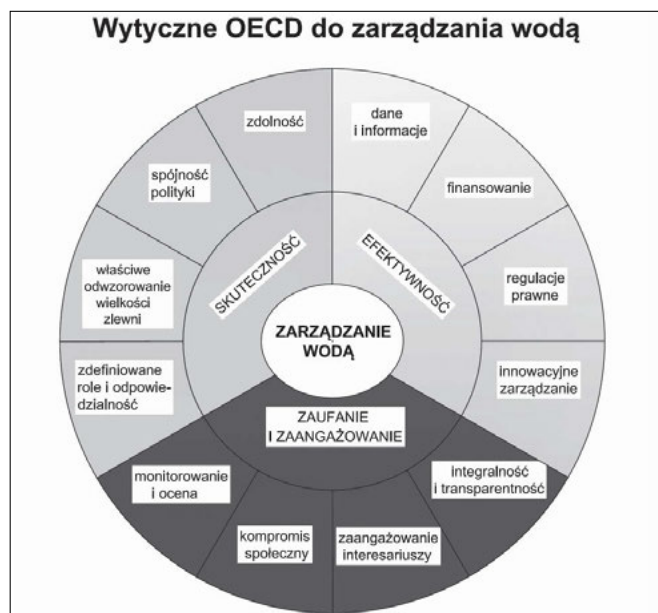 Wytyczne OECD do zarządzania wodą
zdolność
dane
i informacje
spójność
polityki
finansowanie
właściwe
odwzorowanie
wielkości
zlewni
SKUTECZNOŚĆ
EFEKTYWNOŚĆ
regulacje
prawne
ZARZĄDZANIE
WODĄ
zdefiniowane
role i odpowie-
dzialność
innowacyjne
zarządzanie
ZAUFANIE
I ZAANGAŻOWANIE
monitorowanie
i ocena
integralność
i transparentność
kompromis
społeczny
zaangażowanie
interesariuszy